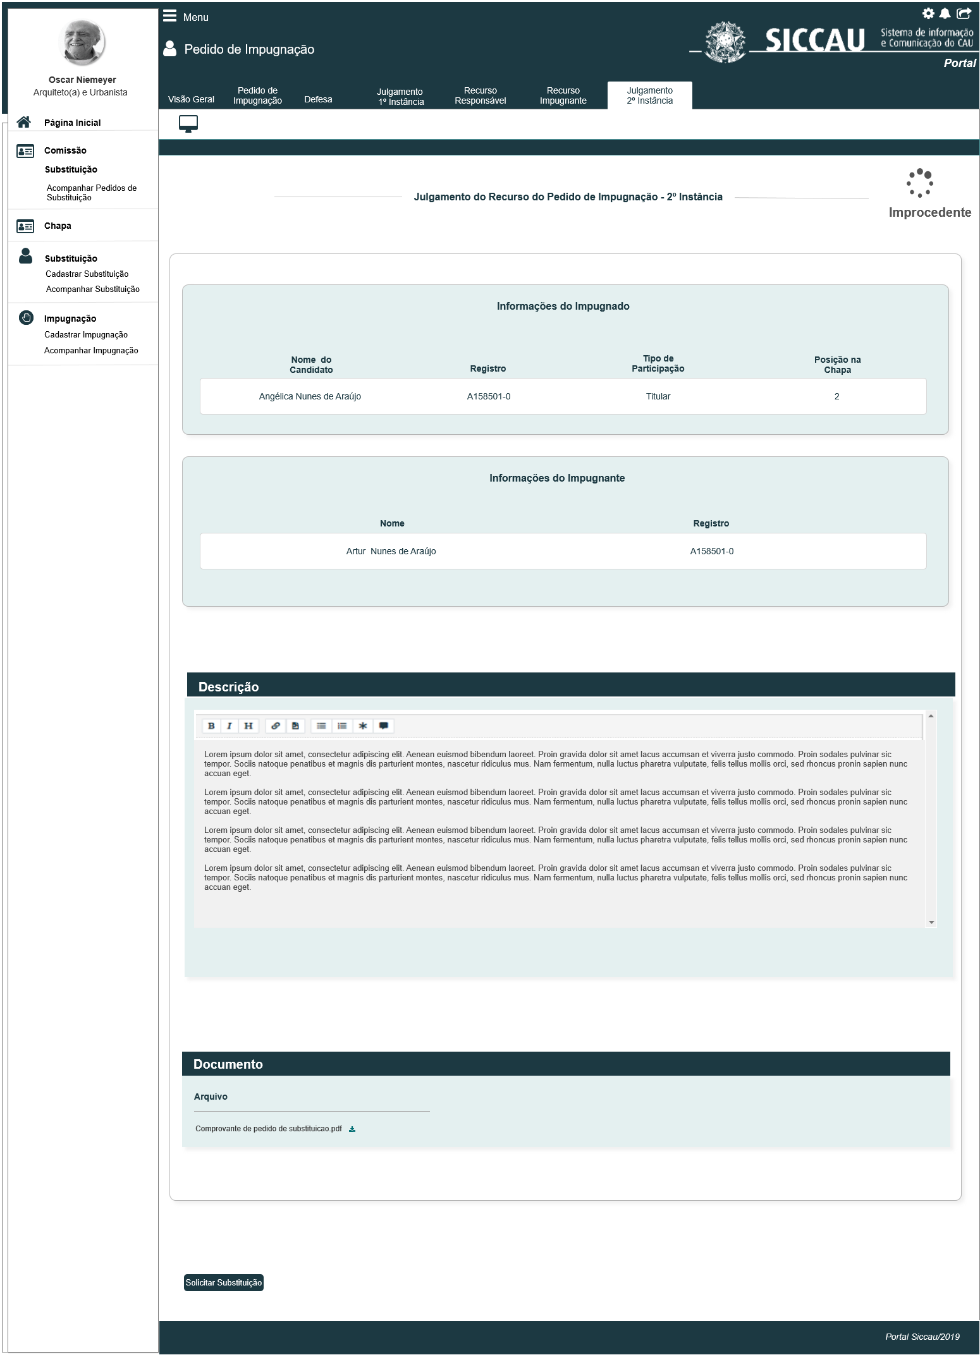 Menu
Pedido de Impugnação
SICCAU
Sistema de informação
e Comunicação do CAU
Portal
Oscar Niemeyer
Arquiteto(a) e Urbanista
Página Inicial
Comissão
Substituição
Acompanhar Pedidos de
Substituição
Chapa
Substituição
Cadastrar Substituição
Acompanhar Substituição
Impugnação
Cadastrar Impugnação
Acompanhar Impugnação
Visão Geral
Pedido de
Impugnação
Defesa
Julgamento
1ª Instância
Recurso
Responsável
Recurso
Impugnante
Julgamento
2ª Instância
Julgamento do Recurso do Pedido de Impugnação - 2º Instância
Improcedente
Informações do Impugnado
Nome do
Candidato
Registro
Tipo de
Participação
Posição na
Chapa
Angélica Nunes de Araújo
A158501-0
Titular
2
Informações do Impugnante
Nome
Registro
Artur Nunes de Araújo
A158501-0
Descrição
B I H
Lorem ipsum dolor sit amet, consectetur adipiscing elit. Aenean euismod bibendum laoreet. Proin gravida dolor sit amet lacus accumsan et viverra justo commodo. Proin sodales pulvinar sic
tempor. Sociis natoque penatibus et magnis dis parturient montes, nascetur ridiculus mus. Nam fermentum, nulla luctus pharetra vulputate, felis tellus mollis orci, sed rhoncus pronin sapien nunc
accuan eget.
Lorem ipsum dolor sit amet, consectetur adipiscing elit. Aenean euismod bibendum laoreet. Proin gravida dolor sit amet lacus accumsan et viverra justo commodo. Proin sodales pulvinar sic
tempor. Sociis natoque penatibus et magnis dis parturient montes, nascetur ridiculus mus. Nam fermentum, nulla luctus pharetra vulputate, felis tellus mollis orci, sed rhoncus pronin sapien nunc
accuan eget.
Lorem ipsum dolor sit amet, consectetur adipiscing elit. Aenean euismod bibendum laoreet. Proin gravida dolor sit amet lacus accumsan et viverra justo commodo. Proin sodales pulvinar sic
tempor. Sociis natoque penatibus et magnis dis parturient montes, nascetur ridiculus mus. Nam fermentum, nulla luctus pharetra vulputate, felis tellus mollis orci, sed rhoncus pronin sapien nunc
accuan eget.
Lorem ipsum dolor sit amet, consectetur adipiscing elit. Aenean euismod bibendum laoreet. Proin gravida dolor sit amet lacus accumsan et viverra justo commodo. Proin sodales pulvinar sic
tempor. Sociis natoque penatibus et magnis dis parturient montes, nascetur ridiculus mus. Nam fermentum, nulla luctus pharetra vulputate, felis tellus mollis orci, sed rhoncus pronin sapien nunc
accuan eget.
Documento
Arquivo
Comprovante de pedido de substituicao.pdf
Solicitar Substituição
Portal Siccau/2019